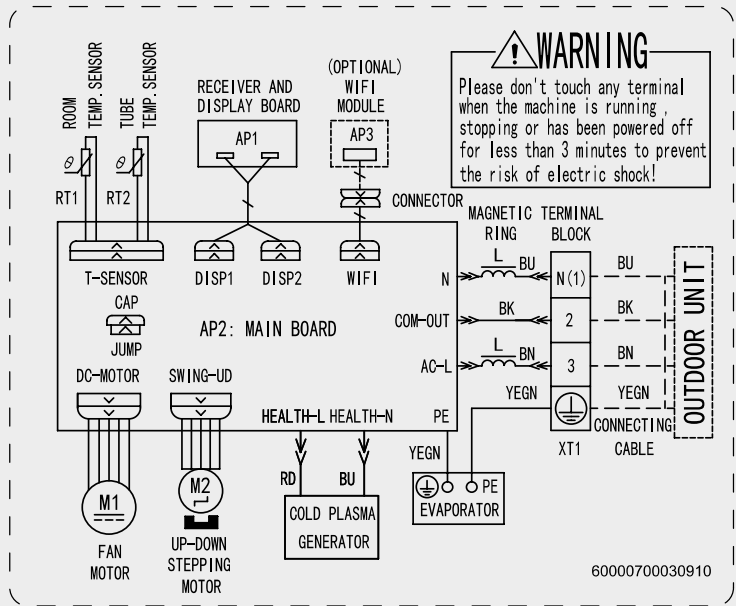 WARNING
Please don't touch any terminal
when the machine is running ,
stopping or has been powered off
for less than 3 minutes to prevent
the risk of electric shock!
ROOM
TEMP.SENSOR
TUBE
TEMP.SENSOR
RECEIVER AND
DISPLAY BOARD
(OPTIONAL)
WIFI
MODULE
AP1
AP3
θ
θ
RT1
RT2
CONNECTOR
MAGNETIC
RING
TERMINAL
BLOCK
T-SENSOR
DISP1
DISP2
WIFI
N
L
BU
N(1)
BU
CAP
JUMP
AP2: MAIN BOARD
COM-OUT
BK
2
BK
AC-L
L
BN
3
BN
OUTDOOR UNIT
DC-MOTOR
SWING-UD
HEALTH-L
HEALTH-N
PE
YEGN
YEGN
XT1
CONNECTING
CABLE
YEGN
M1
M2
RD
BU
PE
EVAPORATOR
COLD PLASMA
GENERATOR
FAN
MOTOR
UP-DOWN
STEPPING
MOTOR
60000700030910